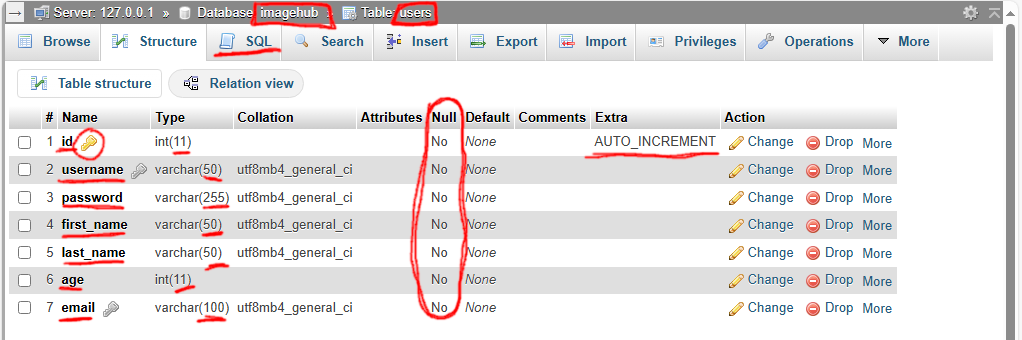 Server: 127.0.0.1 » Database: imagehub » Table: users
Browse Structure SQL Search Insert Export Import Privileges Operations More
Table structure Relation view
# Name Type Collation Attributes Null Default Comments Extra Action
1 id int(11) No None AUTO_INCREMENT Change Drop More
2 username varchar(50) utf8mb4_general_ci No None Change Drop More
3 password varchar(255) utf8mb4_general_ci No None Change Drop More
4 first_name varchar(50) utf8mb4_general_ci No None Change Drop More
5 last_name varchar(50) utf8mb4_general_ci No None Change Drop More
6 age int(11) No None Change Drop More
7 email varchar(100) utf8mb4_general_ci No None Change Drop More